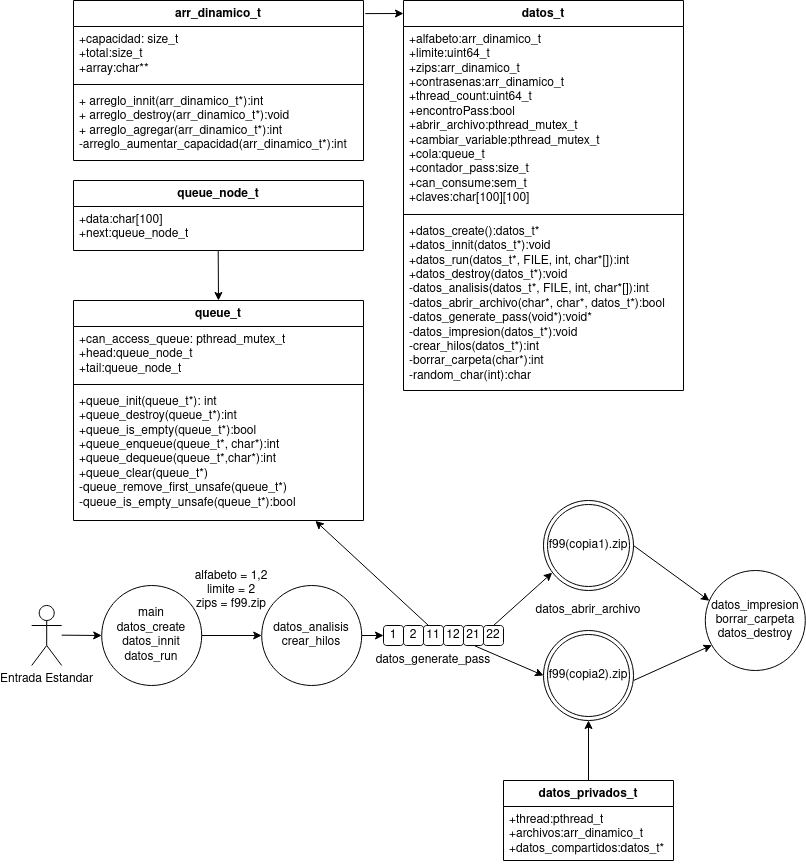 arr_dinamico_t
+capacidad: size_t
+total:size_t
+array:char**
+ arreglo_innit(arr_dinamico_t*):int
+ arreglo_destroy(arr_dinamico_t*):void
+ arreglo_agregar(arr_dinamico_t*):int
-arreglo_aumentar_capacidad(arr_dinamico_t*):int
datos_t
+alfabeto:arr_dinamico_t
+limite:uint64_t
+zips:arr_dinamico_t
+contrasenas:arr_dinamico_t
+thread_count:uint64_t
+encontroPass:bool
+abrir_archivo:pthread_mutex_t
+cambiar_variable:pthread_mutex_t
+cola:queue_t
+contador_pass:size_t
+can_consume:sem_t
+claves:char[100][100]
+datos_create():datos_t*
+datos_innit(datos_t*):void
+datos_run(datos_t*, FILE, int, char*[]):int
+datos_destroy(datos_t*):void
-datos_analisis(datos_t*, FILE, int, char*[]):int
-datos_abrir_archivo(char*, char*, datos_t*):bool
-datos_generate_pass(void*):void*
-datos_impresion(datos_t*):void
-crear_hilos(datos_t*):int
-borrar_carpeta(char*):int
-random_char(int):char
queue_node_t
+data:char[100]
+next:queue_node_t
queue_t
+can_access_queue: pthread_mutex_t
+head:queue_node_t
+tail:queue_node_t
+queue_init(queue_t*): int
+queue_destroy(queue_t*):int
+queue_is_empty(queue_t*):bool
+queue_enqueue(queue_t*, char*):int
+queue_dequeue(queue_t*,char*):int
+queue_clear(queue_t*)
-queue_remove_first_unsafe(queue_t*)
-queue_is_empty_unsafe(queue_t*):bool
Entrada Estandar
main
datos_create
datos_innit
datos_run
alfabeto = 1,2
limite = 2
zips = f99.zip
datos_analisis
crear_hilos
1 2 11 12 21 22
datos_generate_pass
f99(copia1).zip
datos_abrir_archivo
f99(copia2).zip
datos_impresion
borrar_carpeta
datos_destroy
datos_privados_t
+thread:pthread_t
+archivos:arr_dinamico_t
+datos_compartidos:datos_t*